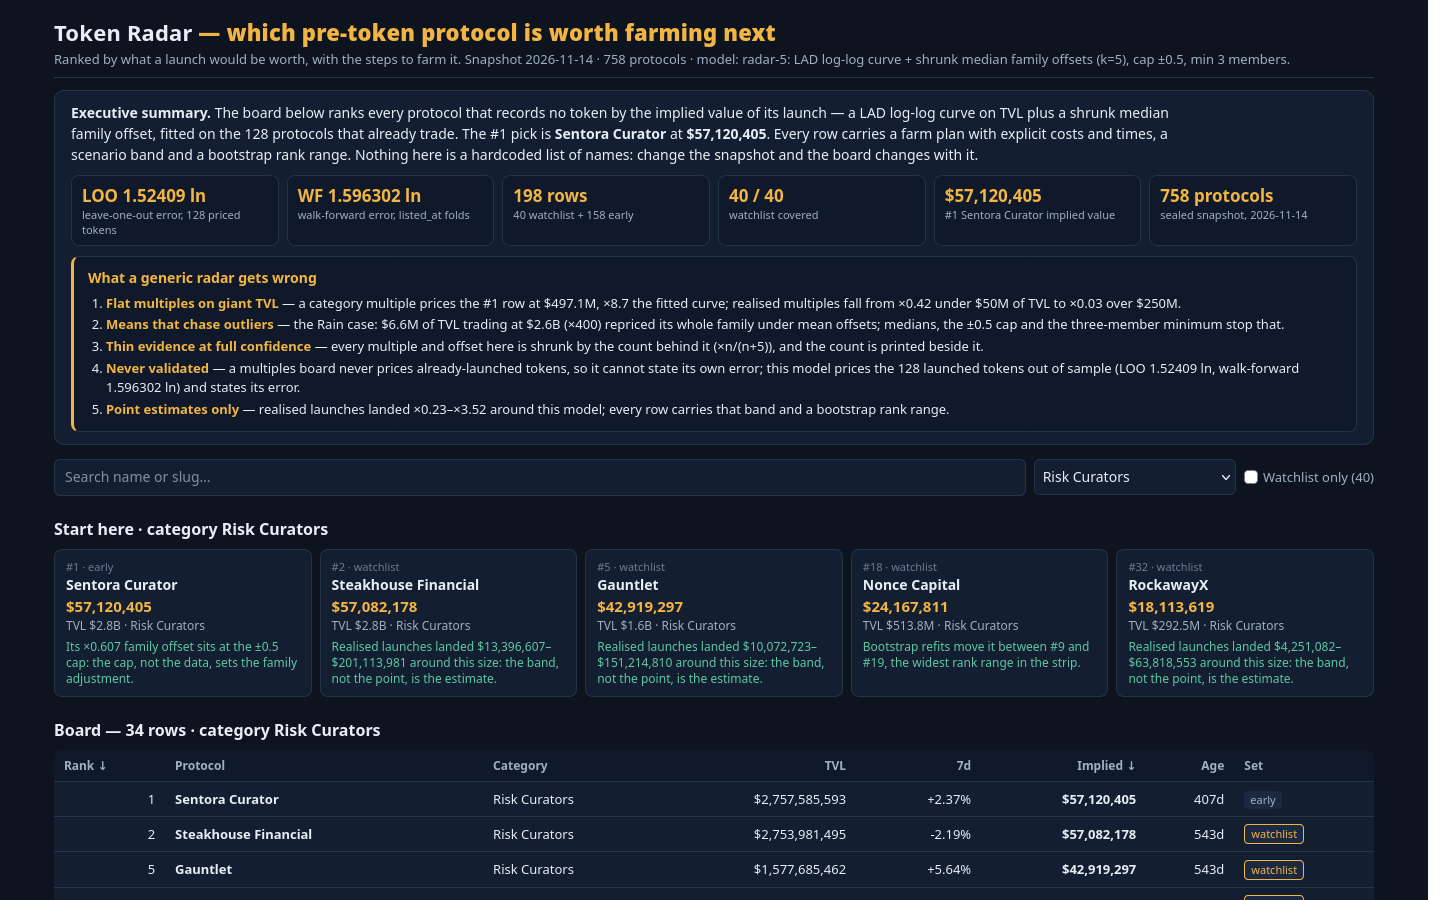 Token Radar — which pre-token protocol is worth farming next
Ranked by what a launch would be worth, with the steps to farm it. Snapshot 2026-11-14 · 758 protocols · model: radar-5: LAD log-log curve + shrunk median family offsets (k=5), cap ±0.5, min 3 members.
Executive summary. The board below ranks every protocol that records no token by the implied value of its launch — a LAD log-log curve on TVL plus a shrunk median
family offset, fitted on the 128 protocols that already trade. The #1 pick is Sentora Curator at $57,120,405. Every row carries a farm plan with explicit costs and times, a
scenario band and a bootstrap rank range. Nothing here is a hardcoded list of names: change the snapshot and the board changes with it.
LOO 1.52409 ln
leave-one-out error, 128 priced
tokens
WF 1.596302 ln
walk-forward error, listed_at folds
198 rows
40 watchlist + 158 early
40 / 40
watchlist covered
$57,120,405
#1 Sentora Curator implied value
758 protocols
sealed snapshot, 2026-11-14
What a generic radar gets wrong
1. Flat multiples on giant TVL — a category multiple prices the #1 row at $497.1M, ×8.7 the fitted curve; realised multiples fall from ×0.42 under $50M of TVL to ×0.03 over $250M.
2. Means that chase outliers — the Rain case: $6.6M of TVL trading at $2.6B (×400) repriced its whole family under mean offsets; medians, the ±0.5 cap and the three-member minimum stop that.
3. Thin evidence at full confidence — every multiple and offset here is shrunk by the count behind it (×n/(n+5)), and the count is printed beside it.
4. Never validated — a multiples board never prices already-launched tokens, so it cannot state its own error; this model prices the 128 launched tokens out of sample (LOO 1.52409 ln, walk-forward
1.596302 ln) and states its error.
5. Point estimates only — realised launches landed ×0.23–×3.52 around this model; every row carries that band and a bootstrap rank range.
Search name or slug...
Risk Curators
Watchlist only (40)
Start here · category Risk Curators
#1 · early
Sentora Curator
$57,120,405
TVL $2.8B · Risk Curators
Its ×0.607 family offset sits at the ±0.5
cap: the cap, not the data, sets the family
adjustment.
#2 · watchlist
Steakhouse Financial
$57,082,178
TVL $2.8B · Risk Curators
Realised launches landed $13,396,607–
$201,113,981 around this size: the band,
not the point, is the estimate.
#5 · watchlist
Gauntlet
$42,919,297
TVL $1.6B · Risk Curators
Realised launches landed $10,072,723–
$151,214,810 around this size: the band,
not the point, is the estimate.
#18 · watchlist
Nonce Capital
$24,167,811
TVL $513.8M · Risk Curators
Bootstrap refits move it between #9 and
#19, the widest rank range in the strip.
#32 · watchlist
RockawayX
$18,113,619
TVL $292.5M · Risk Curators
Realised launches landed $4,251,082–
$63,818,553 around this size: the band,
not the point, is the estimate.
Board — 34 rows · category Risk Curators
Rank ↓ Protocol Category TVL 7d Implied ↓ Age Set
1 Sentora Curator Risk Curators $2,757,585,593 +2.37% $57,120,405 407d early
2 Steakhouse Financial Risk Curators $2,753,981,495 -2.19% $57,082,178 543d watchlist
5 Gauntlet Risk Curators $1,577,685,462 +5.64% $42,919,297 543d watchlist